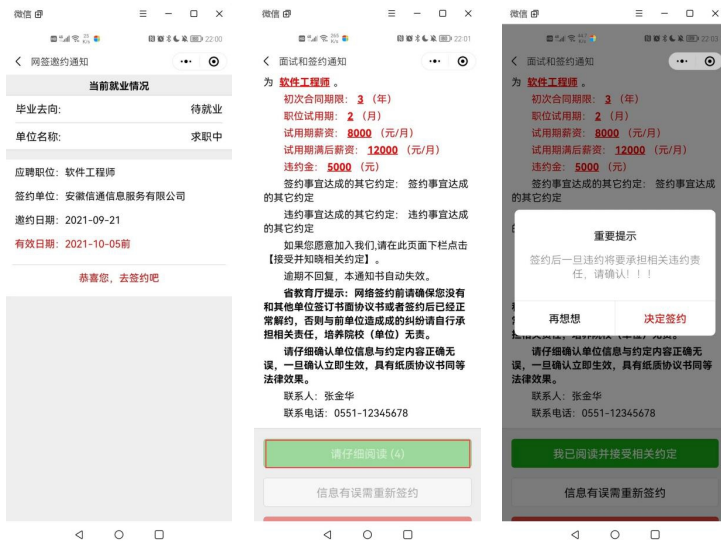 微信
22:00
网签邀约通知
当前就业情况
毕业去向: 待就业
单位名称: 求职中
应聘职位: 软件工程师
签约单位: 安徽信通信息服务有限公司
邀约日期: 2021-09-21
有效日期: 2021-10-05前
恭喜您，去签约吧
微信
22:01
面试和签约通知
为 软件工程师 。
初次合同期限: 3 （年）
职位试用期: 2 （月）
试用期薪资: 8000 （元/月）
试用期满后薪资: 12000 （元/月）
违约金: 5000 （元）
签约事宜达成的其它约定: 签约事宜达成
的其它约定
违约事宜达成的其它约定: 违约事宜达成
的其它约定
如果您愿意加入我们,请在此页面下栏点击
【接受并知晓相关约定】。
逾期不回复，本通知书自动失效。
省教育厅提示: 网络签约前请确保您没有
和其他单位签订书面协议书或者签约后已经正
常解约，否则与前单位造成成的纠纷请自行承
担相关责任，培养院校（单位）无责。
请仔细确认单位信息与约定内容正确无
误，一旦确认立即生效，具有纸质协议书同等
法律效果。
联系人: 张金华
联系电话: 0551-12345678
请仔细阅读 (4)
信息有误需重新签约
微信
22:03
面试和签约通知
为 软件工程师 。
初次合同期限: 3 （年）
职位试用期: 2 （月）
试用期薪资: 8000 （元/月）
试用期满后薪资: 12000 （元/月）
违约金: 5000 （元）
签约事宜达成的其它约定: 签约事宜达成
的其它约定
重要提示
签约后一旦违约将要承担相关违约责
任，请确认！！！
再想想 决定签约
担相关责任，培养院校（单位）无责。
请仔细确认单位信息与约定内容正确无
误，一旦确认立即生效，具有纸质协议书同等
法律效果。
联系人: 张金华
联系电话: 0551-12345678
我已阅读并接受相关约定
信息有误需重新签约